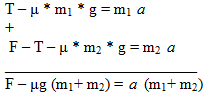 T– μ * m₁ * g = m₁ a
+
F – T – μ * m₂ * g = m₂ a
F – μg (m₁+ m₂) = a (m₁+ m₂)